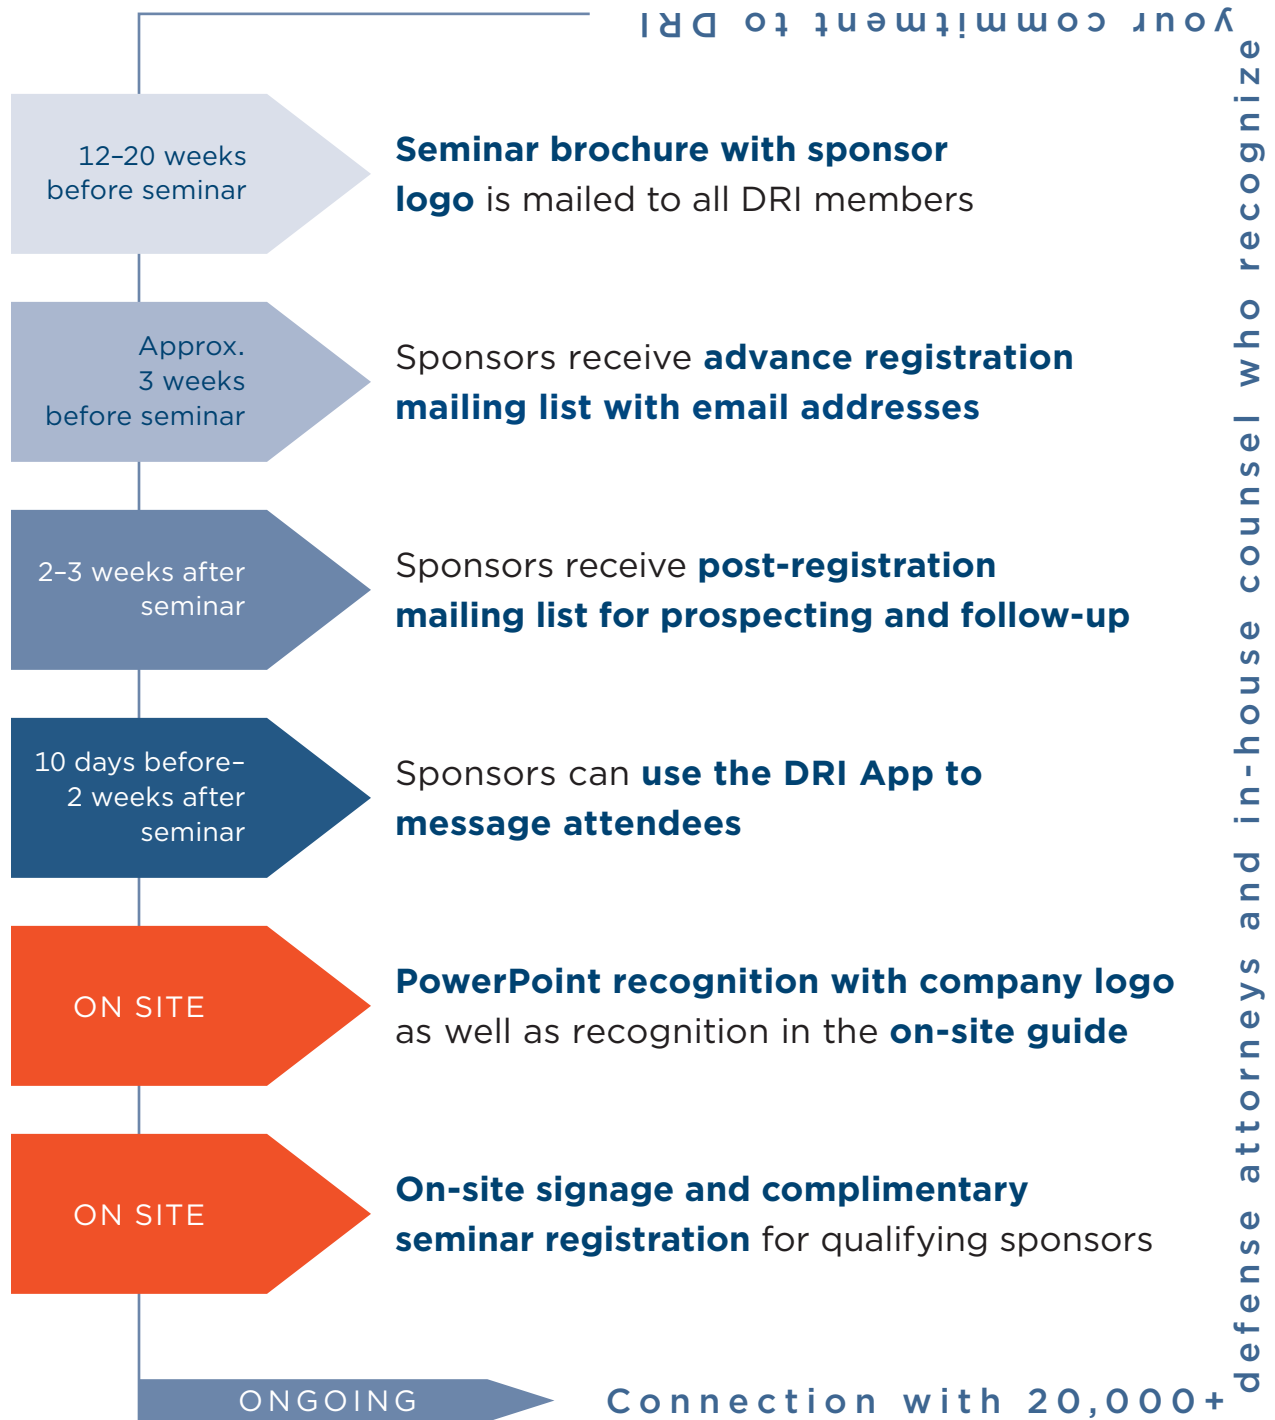 12–20 weeks
before seminar
Seminar brochure with sponsor
logo is mailed to all DRI members
Approx.
3 weeks
before seminar
Sponsors receive advance registration
mailing list with email addresses
2–3 weeks after
seminar
Sponsors receive post-registration
mailing list for prospecting and follow-up
10 days before–
2 weeks after
seminar
Sponsors can use the DRI App to
message attendees
ON SITE
PowerPoint recognition with company logo
as well as recognition in the on-site guide
ON SITE
On-site signage and complimentary
seminar registration for qualifying sponsors
ONGOING
Connection with 20,000+
defense attorneys and in-house counsel who recognize
your commitment to DRI